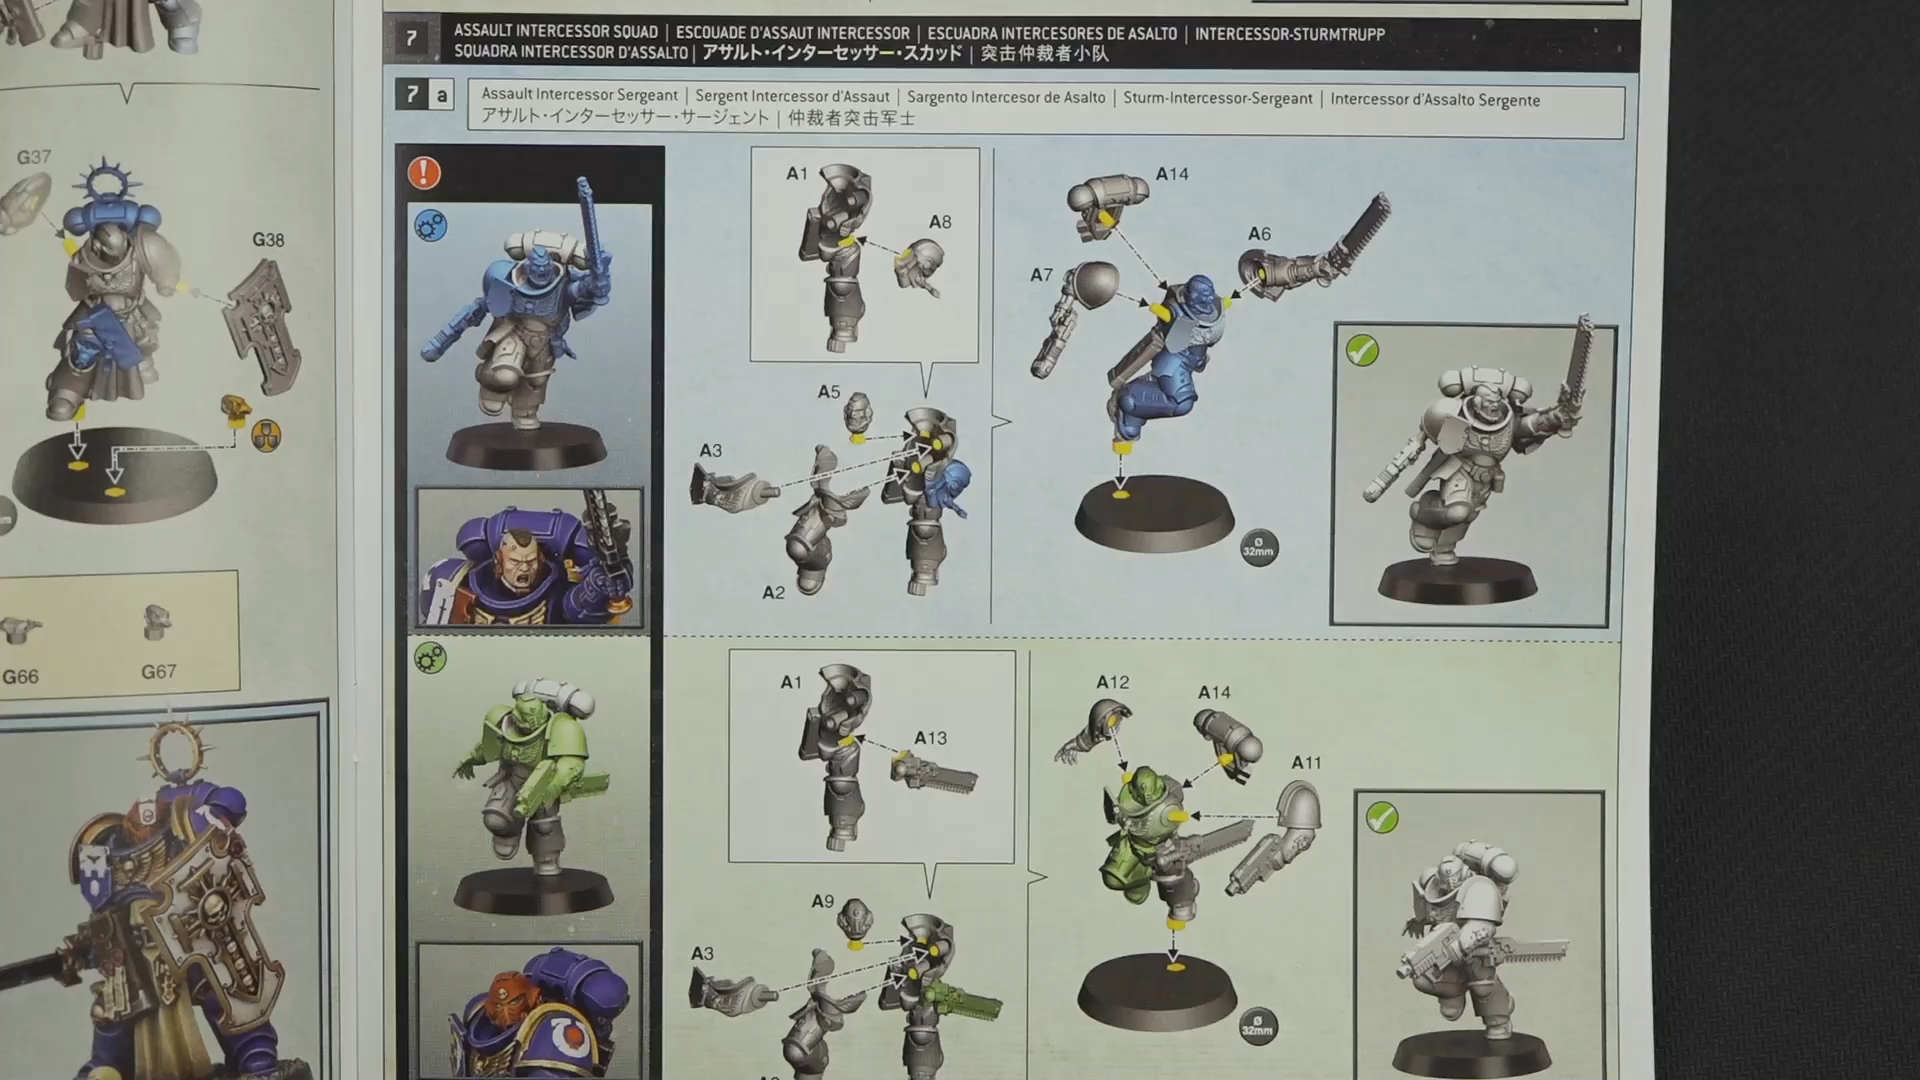 7
ASSAULT INTERCESSOR SQUAD | ESCOUADE D'ASSAUT INTERCESSOR | ESCUADRA INTERCESORES DE ASALTO | INTERCESSOR-STURMTRUPP
SQUADRA INTERCESSOR D'ASSALTO | アサルト・インターセッサー・スカッド | 突击仲裁者小队
7 a
Assault Intercessor Sergeant | Sergent Intercessor d'Assaut | Sargento Intercesor de Asalto | Sturm-Intercessor-Sergeant | Intercessor d'Assalto Sergente
アサルト・インターセッサー・サージェント | 仲裁者突击军士
G37
G38
G66
G67
A1
A8
A5
A3
A2
A14
A6
A7
Ø
32mm
A1
A13
A9
A3
A12
A14
A11
Ø
32mm